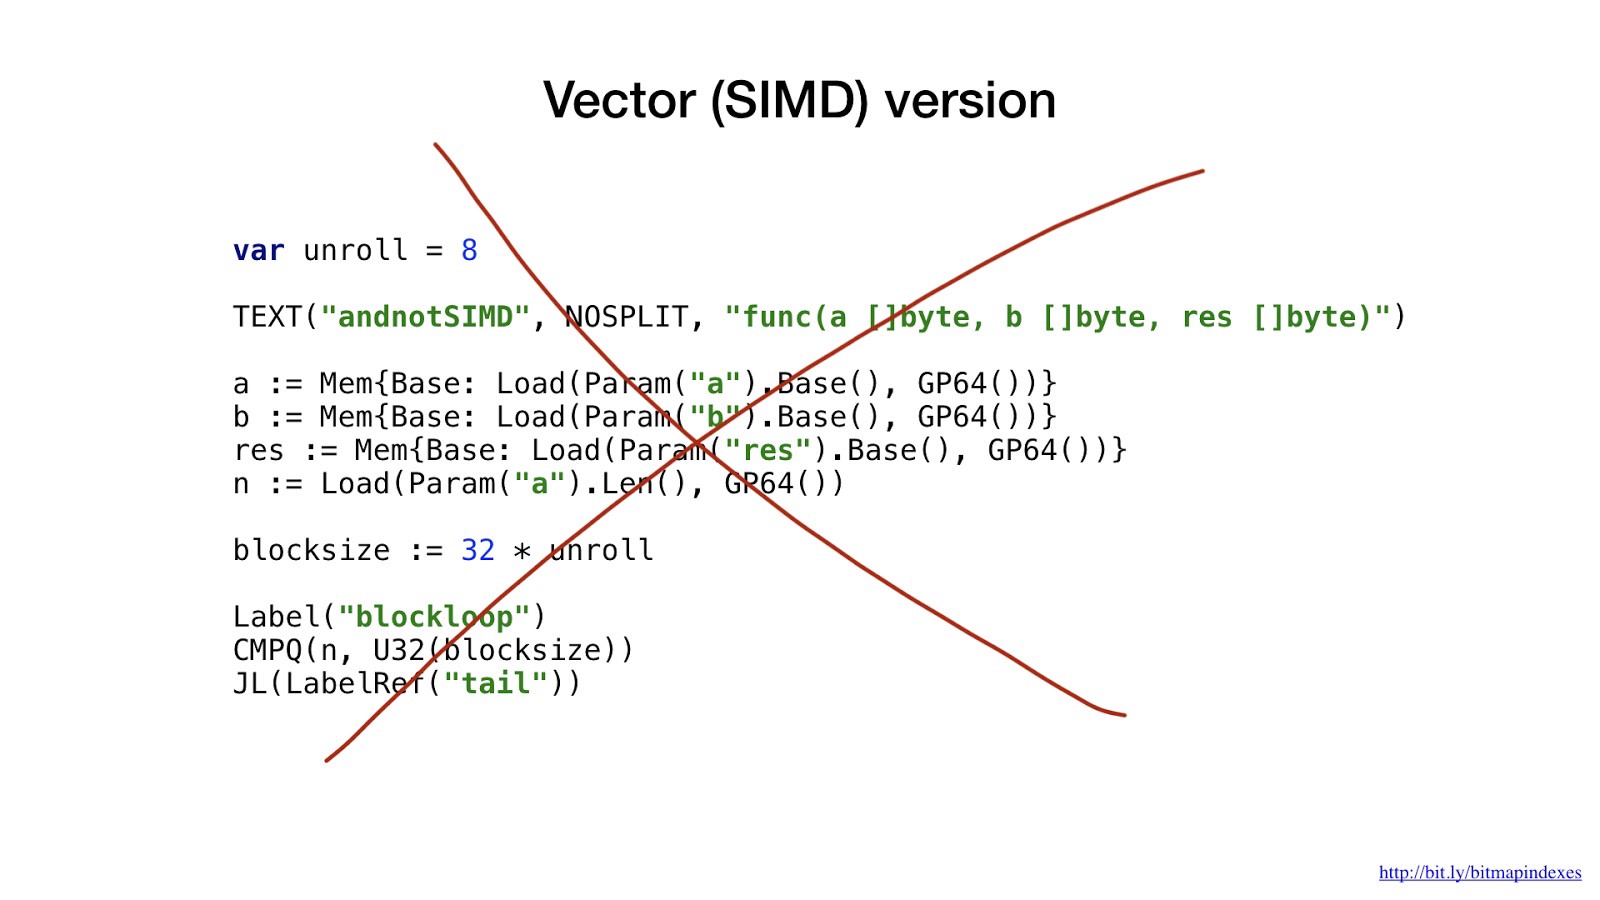 Vector (SIMD) version
var unroll = 8
TEXT("andnotSIMD", NOSPLIT, "func(a []byte, b []byte, res []byte)")
a := Mem{Base: Load(Param("a").Base(), GP64())}
b := Mem{Base: Load(Param("b").Base(), GP64())}
res := Mem{Base: Load(Param("res").Base(), GP64())}
n := Load(Param("a").Len(), GP64())
blocksize := 32 * unroll
Label("blockloop")
CMPQ(n, U32(blocksize))
JL(LabelRef("tail"))
http://bit.ly/bitmapindexes